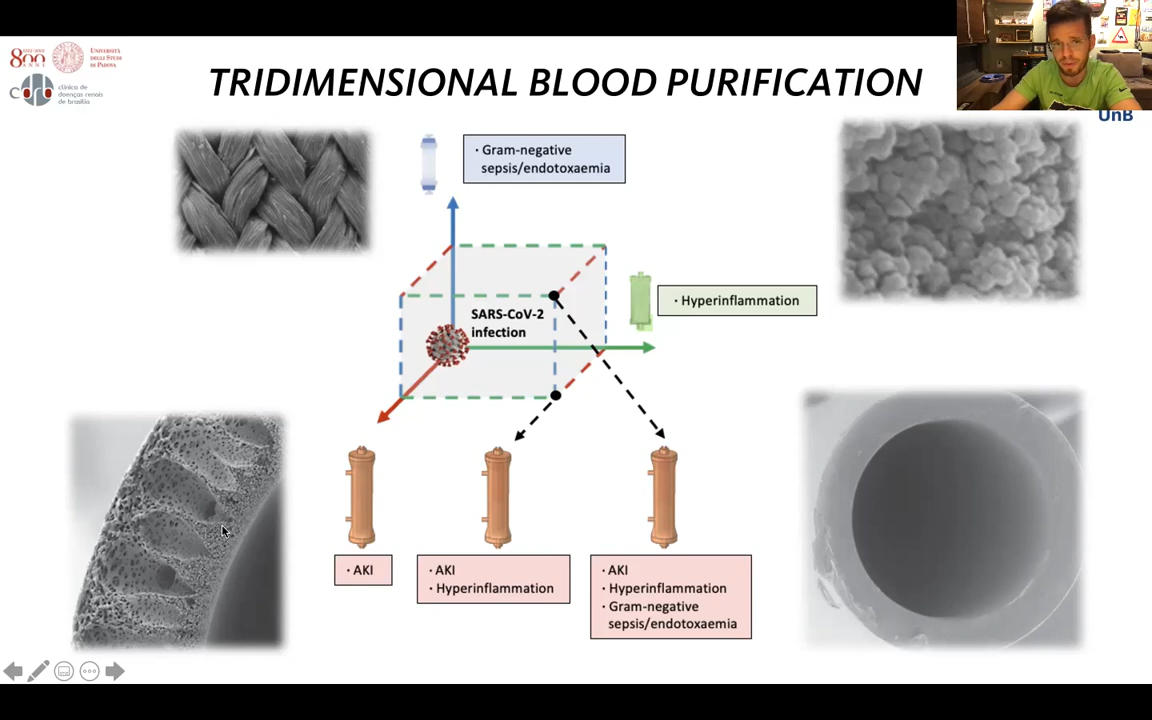 800
ANNI
UNIVERSITÀ
DEGLI STUDI
DI PADOVA
clínica de
doenças renais
de brasília
TRIDIMENSIONAL BLOOD PURIFICATION
UnB
· Gram-negative
sepsis/endotoxaemia
· Hyperinflammation
SARS-CoV-2
infection
· AKI
· AKI
· Hyperinflammation
· AKI
· Hyperinflammation
· Gram-negative
sepsis/endotoxaemia